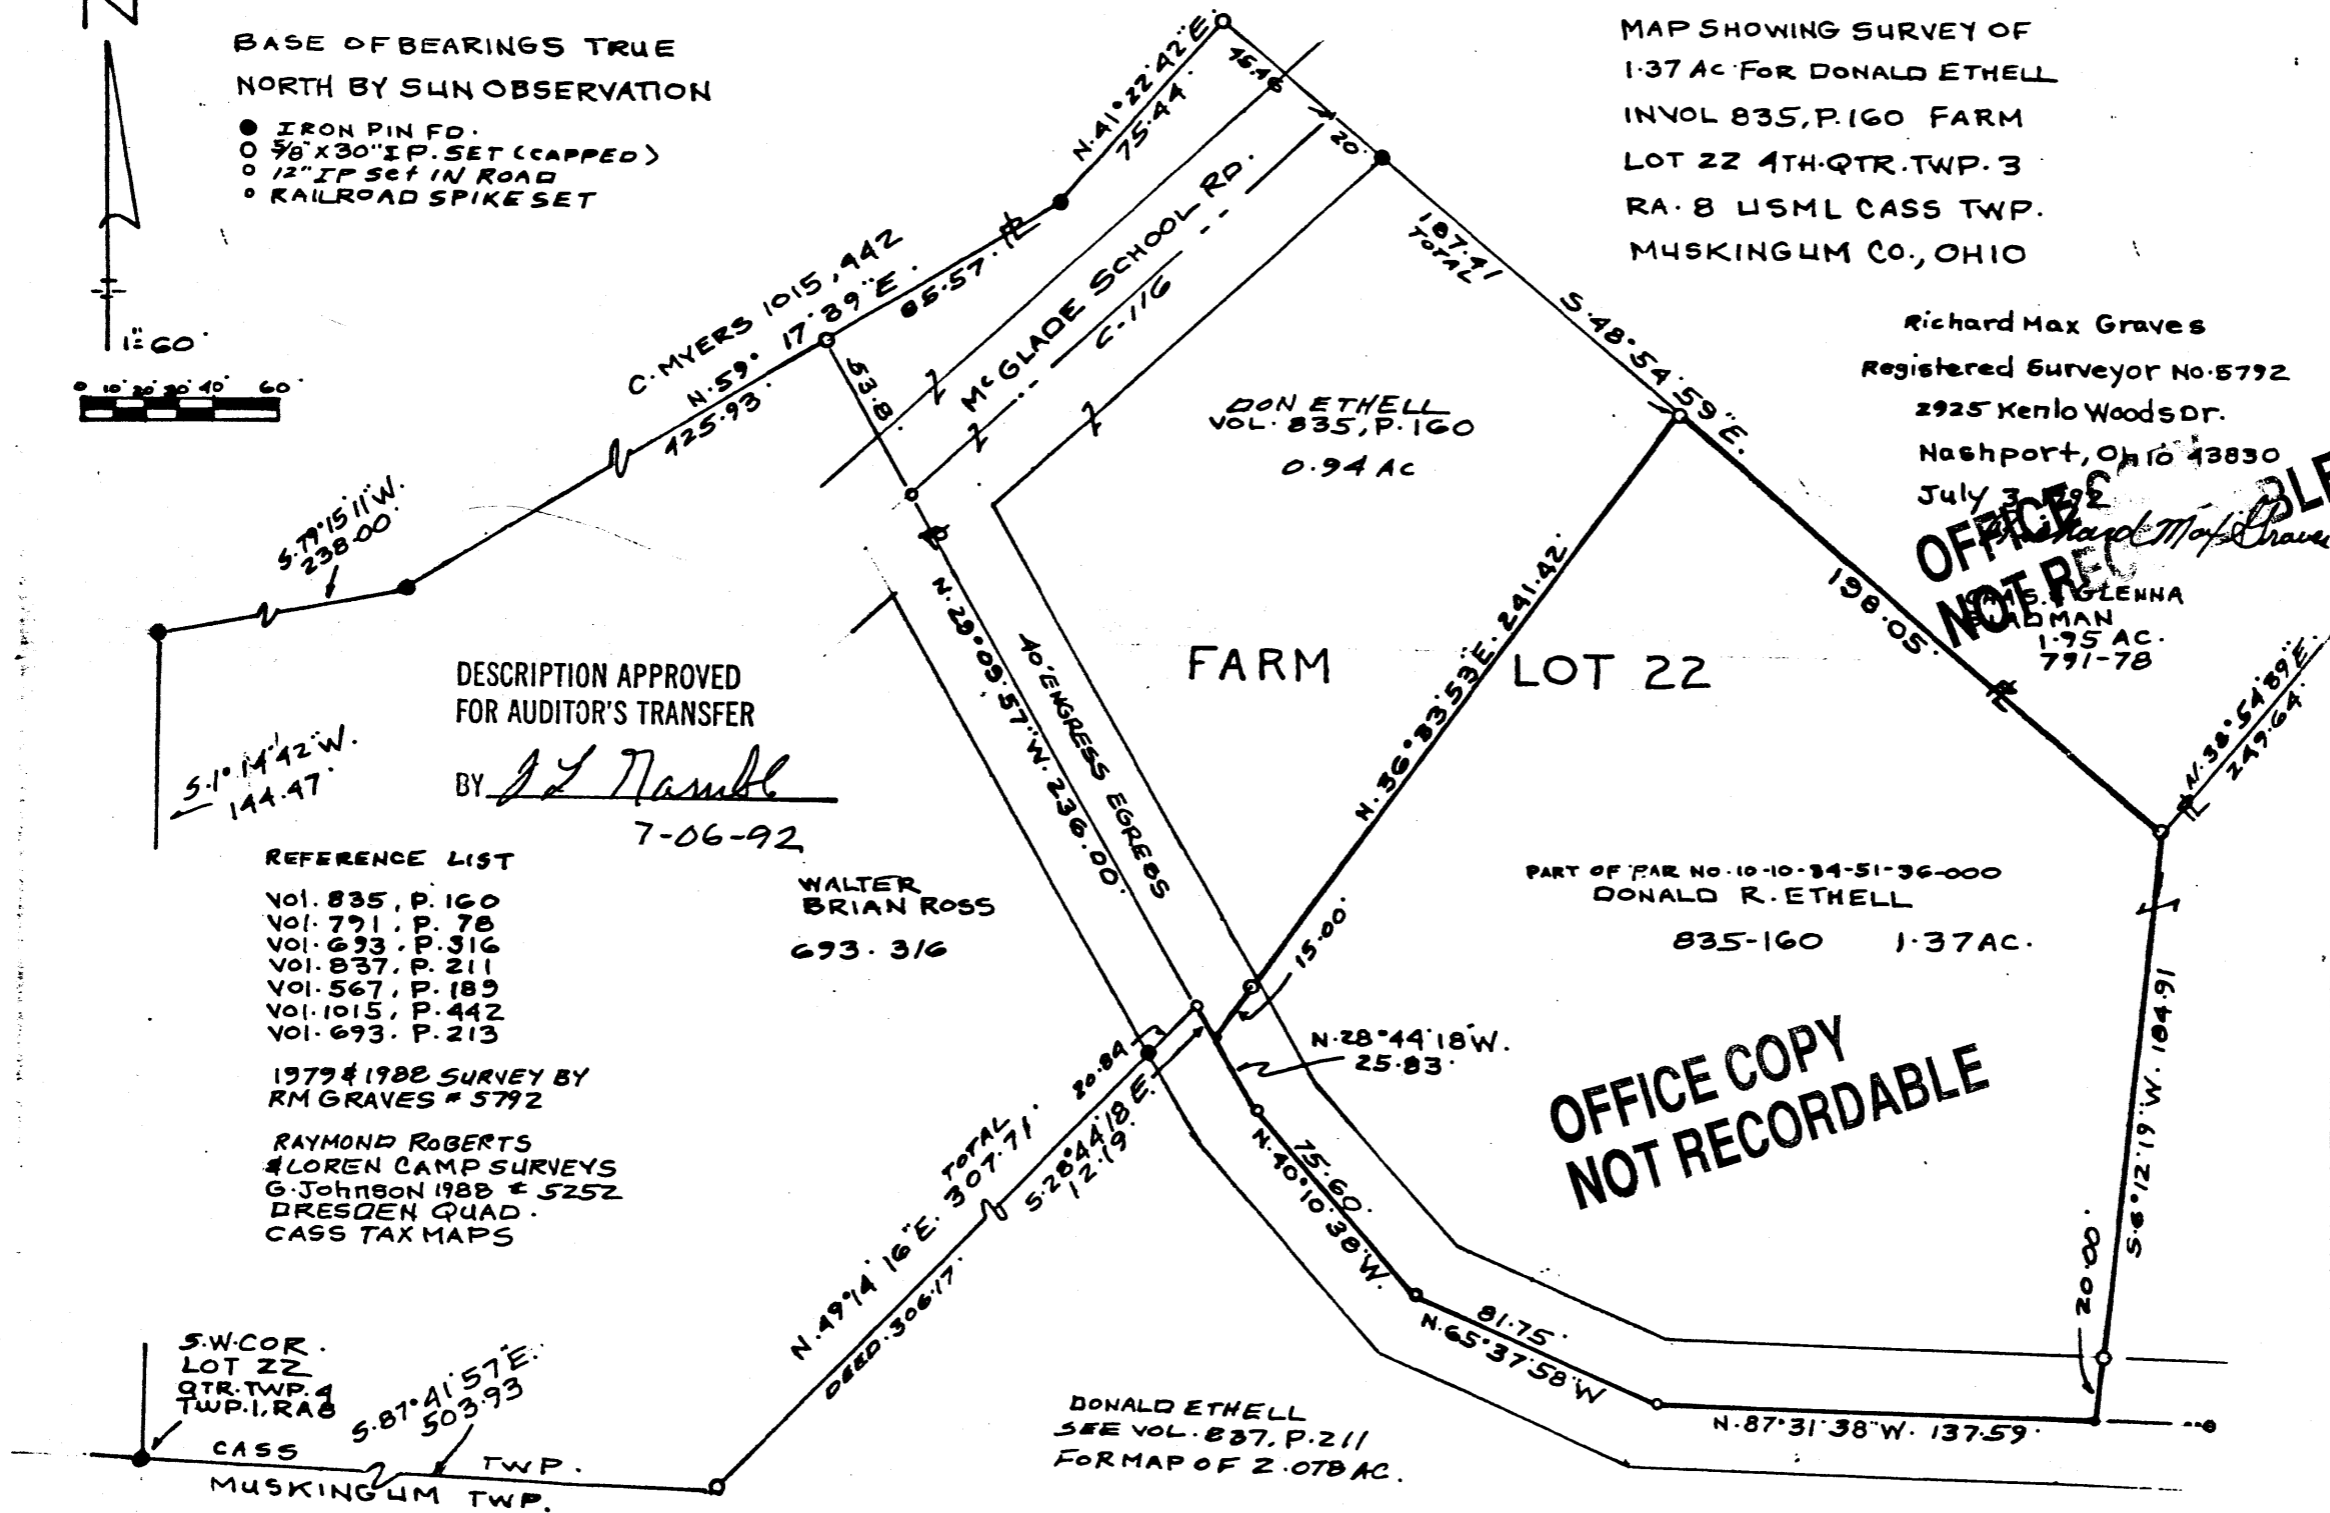 BASE OF BEARINGS TRUE
NORTH BY SUN OBSERVATION
IRON PIN FD.
5/8"X30" I P. SET (CAPPED)
12" IP Set IN ROAD
RAILROAD SPIKE SET
1"=60'
0 10' 20' 30' 40' 60'
MAP SHOWING SURVEY OF
1.37 AC FOR DONALD ETHELL
IN VOL 835, P. 160 FARM
LOT 22 4TH. QTR. TWP. 3
RA. 8 USML CASS TWP.
MUSKINGUM CO., OHIO
Richard Max Graves
Registered Surveyor No. 5792
2925 Kenlo Woods Dr.
Nashport, Ohio 43830
July 3
Richard Max Graves
OFFICE
NOT REC
GLENNA
1.95 AC.
791-78
N. 41° 22' 42" E.
75.44'
45.46
20'
187.41
TOTAL
S. 48° 54' 59" E.
198.05'
N. 38° 54' 89" E.
249.64'
C. MYERS 1015, 442
N. 59° 17' 89" E.
425.93'
85.57'
53.8'
McGLADE SCHOOL RD.
C-116
DON ETHELL
VOL. 835, P. 160
0.94 AC
S. 79° 15' 11" W.
238.00'
S. 1° 14' 42" W.
144.47'
DESCRIPTION APPROVED
FOR AUDITOR'S TRANSFER
BY
7-06-92
N. 29° 09' 57" W. 236.00'
40' ENGRESS EGRESS
FARM LOT 22
N. 36° 33' 53" E. 241.42'
15.00'
REFERENCE LIST
Vol. 835, P. 160
Vol. 791, P. 78
Vol. 693, P. 316
Vol. 837, P. 211
Vol. 567, P. 189
Vol. 1015, P. 442
Vol. 693. P. 213
1979 & 1988 SURVEY BY
RM GRAVES # 5792
RAYMOND ROBERTS
& LOREN CAMP SURVEYS
G. Johnson 1988 # 5252
DRESDEN QUAD.
CASS TAX MAPS
WALTER
BRIAN ROSS
693. 316
PART OF PAR NO. 10-10-34-51-36-000
DONALD R. ETHELL
835-160 1.37 AC.
N. 28° 44' 18" W.
25.83'
OFFICE COPY
NOT RECORDABLE
S. 6° 12' 19" W. 184.91
20.00'
20.84
S. 28° 44' 18 E.
12.19'
N. 49° 14' 16" E. TOTAL 307.71'
DEED. 306.17'
75.60'
N. 40° 10' 38" W.
81.75'
N. 65° 37' 58" W
N. 87° 31' 38" W. 137.59'
S.W. COR.
LOT 22
QTR. TWP. 4
TWP. 1, RA 8
S. 87° 41' 57" E.
503.93
CASS TWP.
MUSKINGUM TWP.
DONALD ETHELL
SEE VOL. 837, P. 211
FOR MAP OF 2.078 AC.